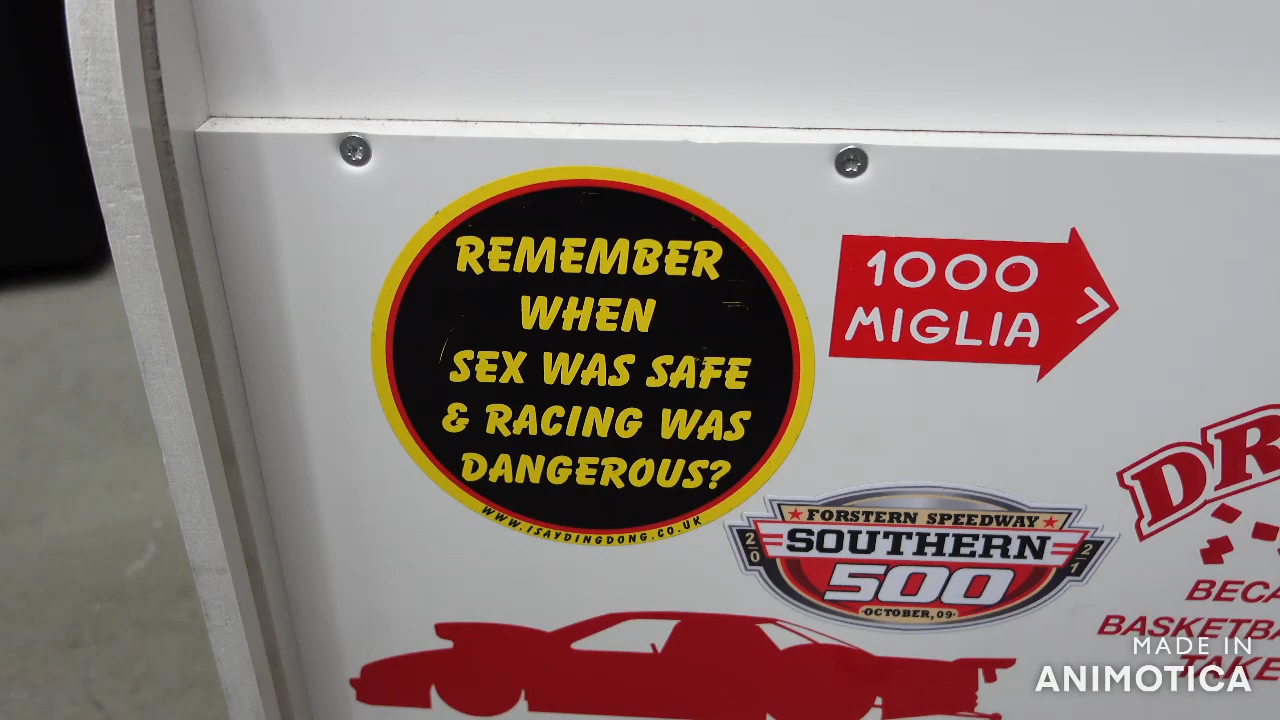 REMEMBER
WHEN
SEX WAS SAFE
& RACING WAS
DANGEROUS?
WWW.ISAYDINGDONG.CO.UK
1000
MIGLIA
FORSTERN SPEEDWAY
20 SOUTHERN 21
500
OCTOBER, 09
DR
BECA
BASKETBA
TAKE
MADE IN
ANIMOTICA